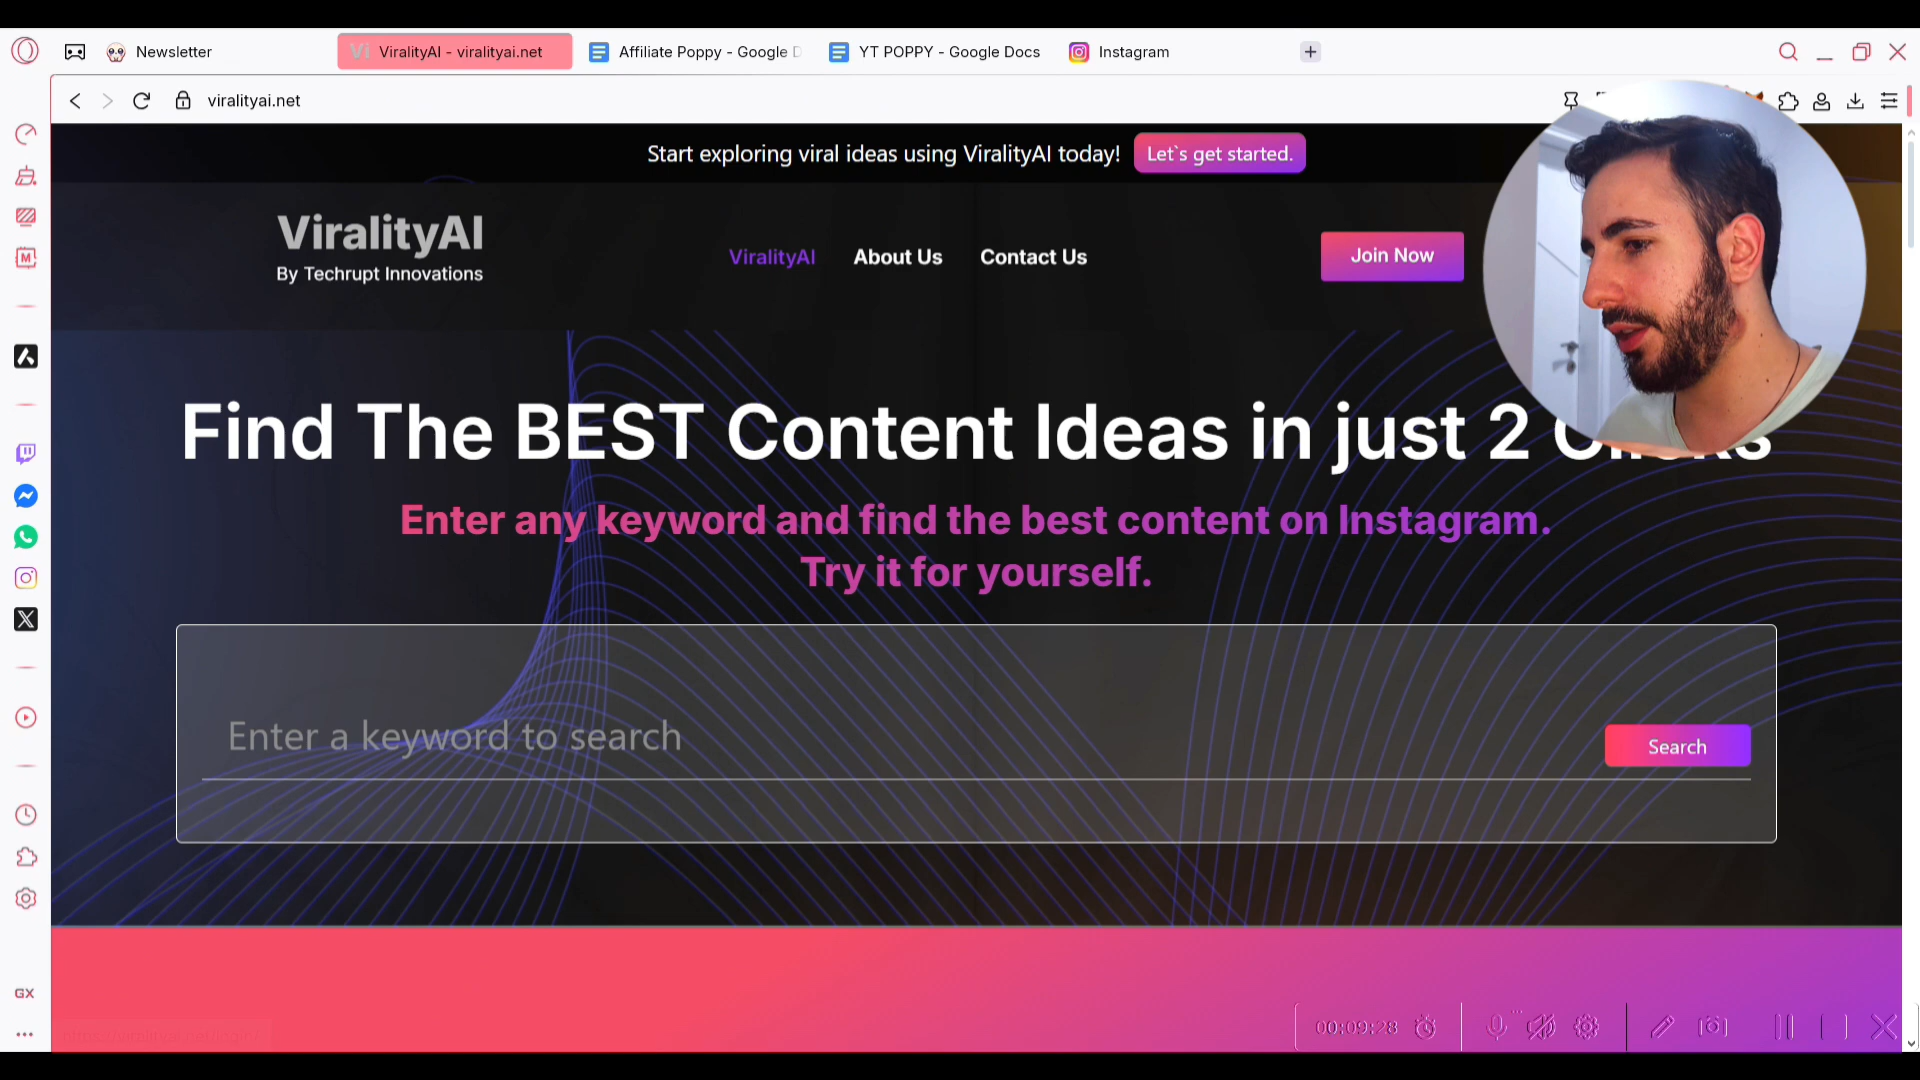 Newsletter
ViralityAI - viralityai.net
Affiliate Poppy - Google D
YT POPPY - Google Docs
Instagram
viralityai.net
Start exploring viral ideas using ViralityAI today!
Let`s get started.
ViralityAI
By Techrupt Innovations
ViralityAI
About Us
Contact Us
Join Now
Find The BEST Content Ideas in just 2
Enter any keyword and find the best content on Instagram.
Try it for yourself.
Enter a keyword to search
Search
GX
00:09:28